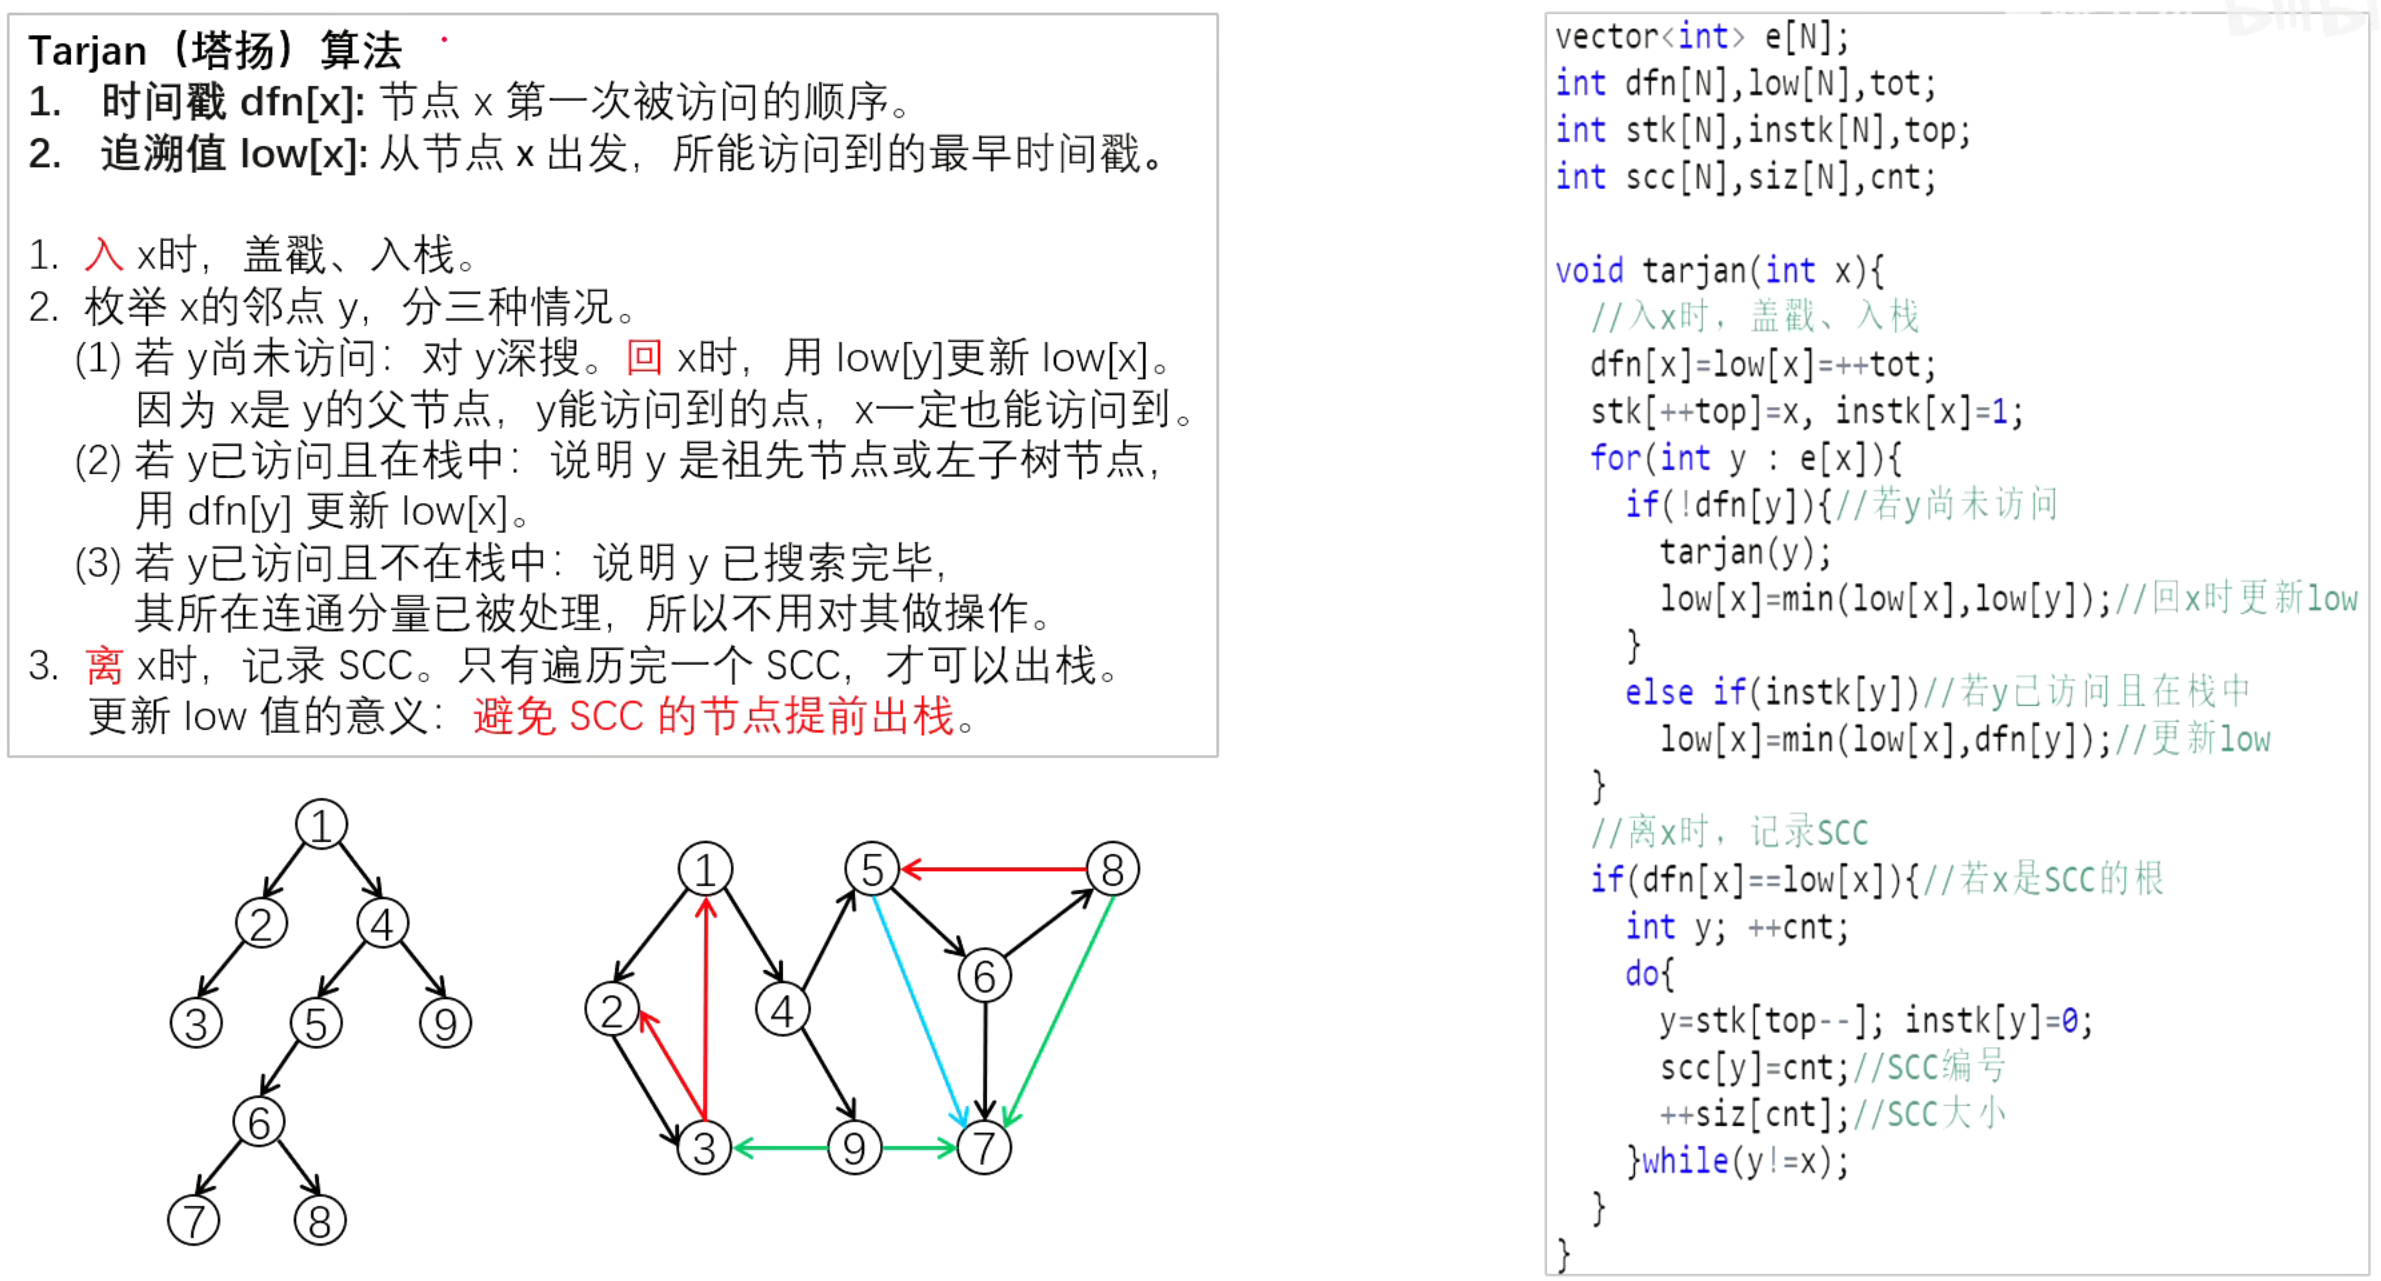 Tarjan（塔扬）算法
1. 时间戳 dfn[x]: 节点 x 第一次被访问的顺序。
2. 追溯值 low[x]: 从节点 x 出发，所能访问到的最早时间戳。
1. 入 x时，盖戳、入栈。
2. 枚举 x的邻点 y，分三种情况。
(1) 若 y尚未访问：对 y深搜。回 x时，用 low[y]更新 low[x]。
因为 x是 y的父节点，y能访问到的点，x一定也能访问到。
(2) 若 y已访问且在栈中：说明 y 是祖先节点或左子树节点，
用 dfn[y] 更新 low[x]。
(3) 若 y已访问且不在栈中：说明 y 已搜索完毕，
其所在连通分量已被处理，所以不用对其做操作。
3. 离 x时，记录 SCC。只有遍历完一个 SCC，才可以出栈。
更新 low 值的意义：避免 SCC 的节点提前出栈。
1
2 4
3 5 9
6
7 8
1 5 8
6
2 4
3 9 7
vector<int> e[N];
int dfn[N],low[N],tot;
int stk[N],instk[N],top;
int scc[N],siz[N],cnt;
void tarjan(int x){
//入x时，盖戳、入栈
dfn[x]=low[x]=++tot;
stk[++top]=x, instk[x]=1;
for(int y : e[x]){
if(!dfn[y]){//若y尚未访问
tarjan(y);
low[x]=min(low[x],low[y]);//回x时更新low
}
else if(instk[y])//若y已访问且在栈中
low[x]=min(low[x],dfn[y]);//更新low
}
//离x时，记录SCC
if(dfn[x]==low[x]){//若x是SCC的根
int y; ++cnt;
do{
y=stk[top--]; instk[y]=0;
scc[y]=cnt;//SCC编号
++siz[cnt];//SCC大小
}while(y!=x);
}
}